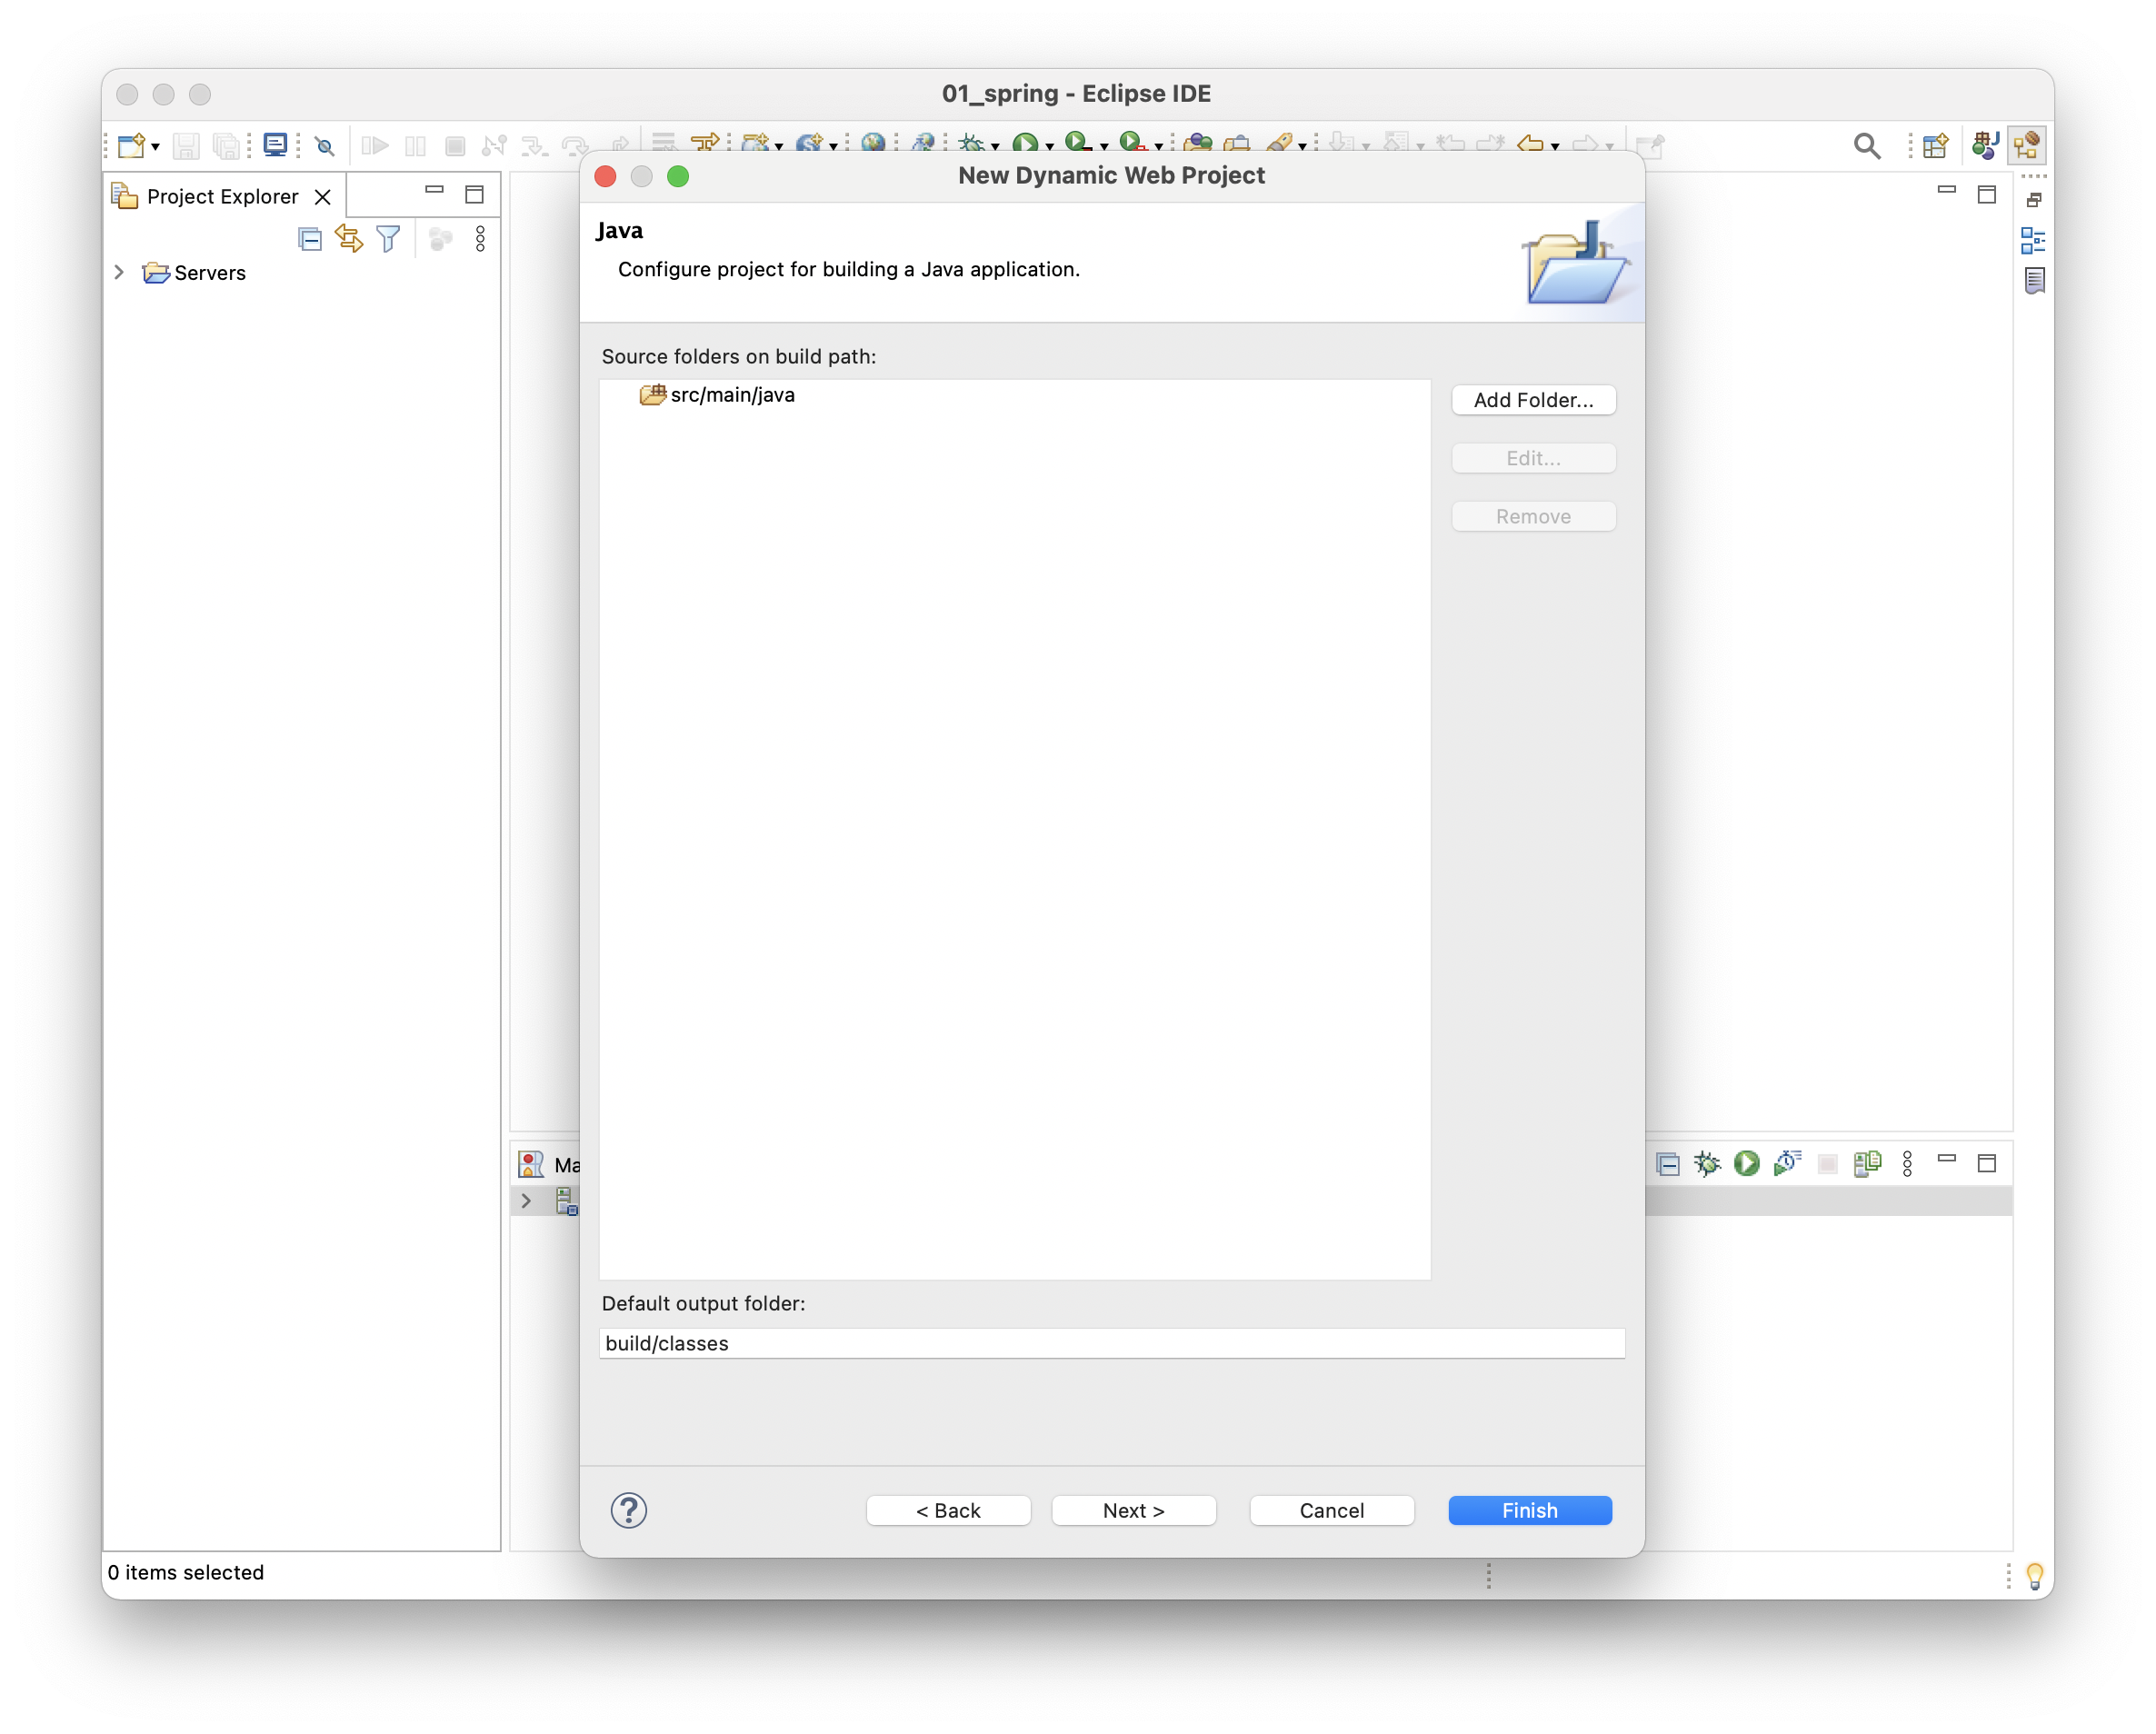 01_spring - Eclipse IDE
New Dynamic Web Project
Project Explorer
Java
Configure project for building a Java application.
Servers
Source folders on build path:
src/main/java
Add Folder...
Edit...
Remove
Ma
Default output folder:
build/classes
?
< Back
Next >
Cancel
Finish
0 items selected